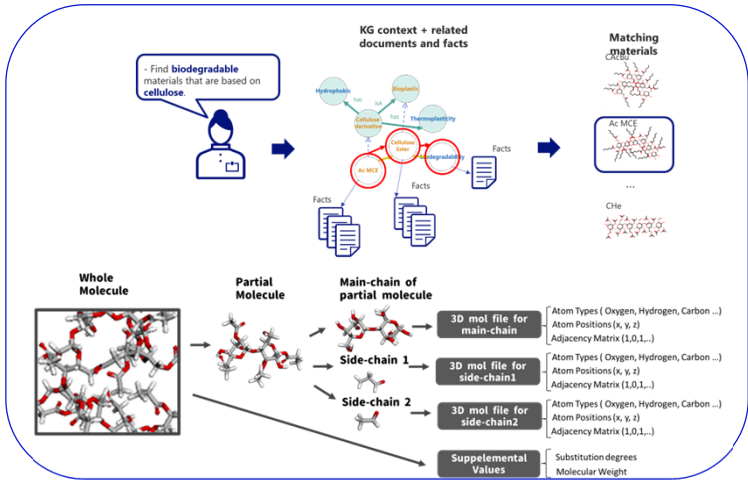 KG context + related
documents and facts
Matching
materials
- Find biodegradable
materials that are based on
cellulose.
Hydrophobic
has
isA
Bioplastic
Cellulose
derivative
has
Thermoplasticity
Cellulose
Ester
Ac MCE
Biodegradability
Facts
Facts
Facts
CAcBu
Ac MCE
...
CHe
Whole
Molecule
Partial
Molecule
Main-chain of
partial molecule
Side-chain 1
Side-chain 2
3D mol file for
main-chain
Atom Types ( Oxygen, Hydrogen, Carbon ...)
Atom Positions (x, y, z)
Adjacency Matrix (1,0,1,..)
3D mol file for
side-chain1
Atom Types ( Oxygen, Hydrogen, Carbon ...)
Atom Positions (x, y, z)
Adjacency Matrix (1,0,1,..)
3D mol file for
side-chain2
Atom Types ( Oxygen, Hydrogen, Carbon ...)
Atom Positions (x, y, z)
Adjacency Matrix (1,0,1,..)
Suppelemental
Values
Substitution degrees
Molecular Weight